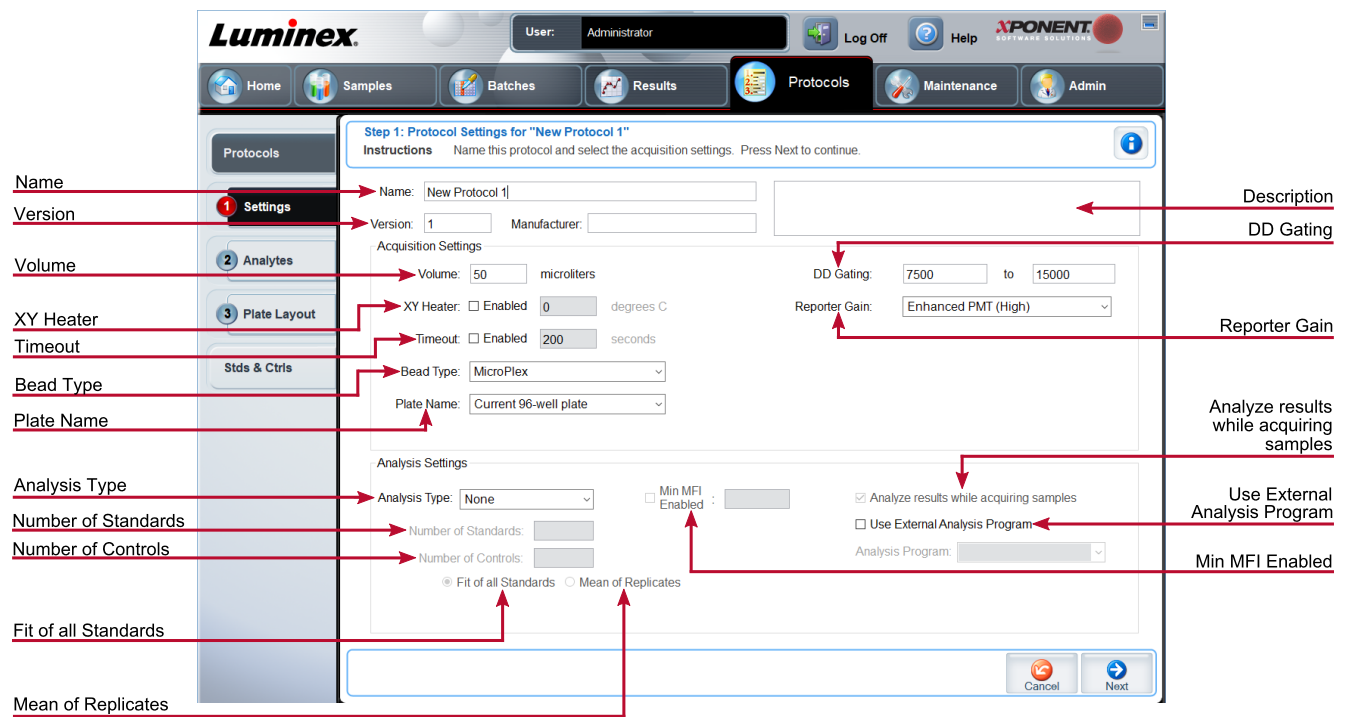 Luminex.
User: Administrator
Log Off
Help
XPONENT.
SOFTWARE SOLUTIONS
Home
Samples
Batches
Results
Protocols
Maintenance
Admin
Protocols
1 Settings
2 Analytes
3 Plate Layout
Stds & Ctrls
Step 1: Protocol Settings for "New Protocol 1"
Instructions Name this protocol and select the acquisition settings. Press Next to continue.
Name: New Protocol 1
Version: 1 Manufacturer:
Acquisition Settings
Volume: 50 microliters
DD Gating: 7500 to 15000
XY Heater: Enabled 0 degrees C
Reporter Gain: Enhanced PMT (High)
Timeout: Enabled 200 seconds
Bead Type: MicroPlex
Plate Name: Current 96-well plate
Analysis Settings
Analysis Type: None
Min MFI
Enabled :
Analyze results while acquiring samples
Number of Standards:
Use External Analysis Program
Number of Controls:
Analysis Program:
Fit of all Standards Mean of Replicates
Cancel
Next
Name
Version
Volume
XY Heater
Timeout
Bead Type
Plate Name
Analysis Type
Number of Standards
Number of Controls
Fit of all Standards
Mean of Replicates
Description
DD Gating
Reporter Gain
Analyze results
while acquiring
samples
Use External
Analysis Program
Min MFI Enabled